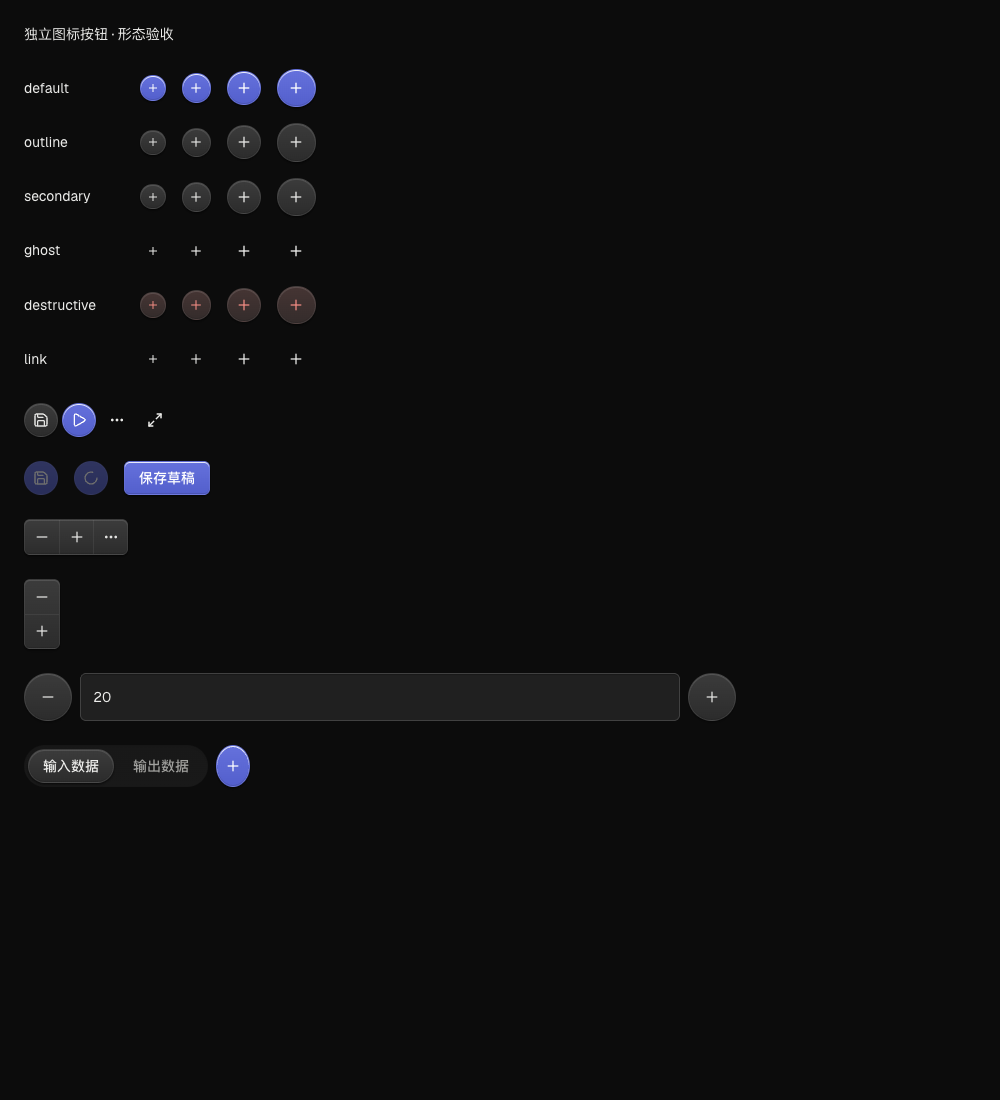 独立图标按钮 · 形态验收
default
outline
secondary
ghost
destructive
link
保存草稿
20
输入数据 输出数据